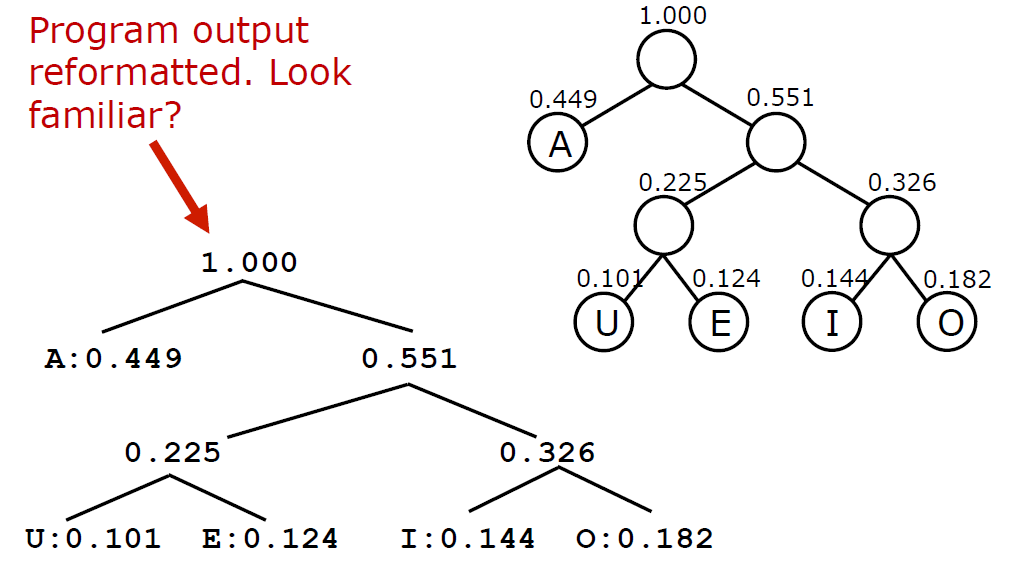 Program output
reformatted. Look
familiar?
1.000
A:0.449 0.551
0.225 0.326
U:0.101 E:0.124 I:0.144 O:0.182
1.000
0.449 0.551
A
0.225 0.326
0.101 0.124 0.144 0.182
U E I O